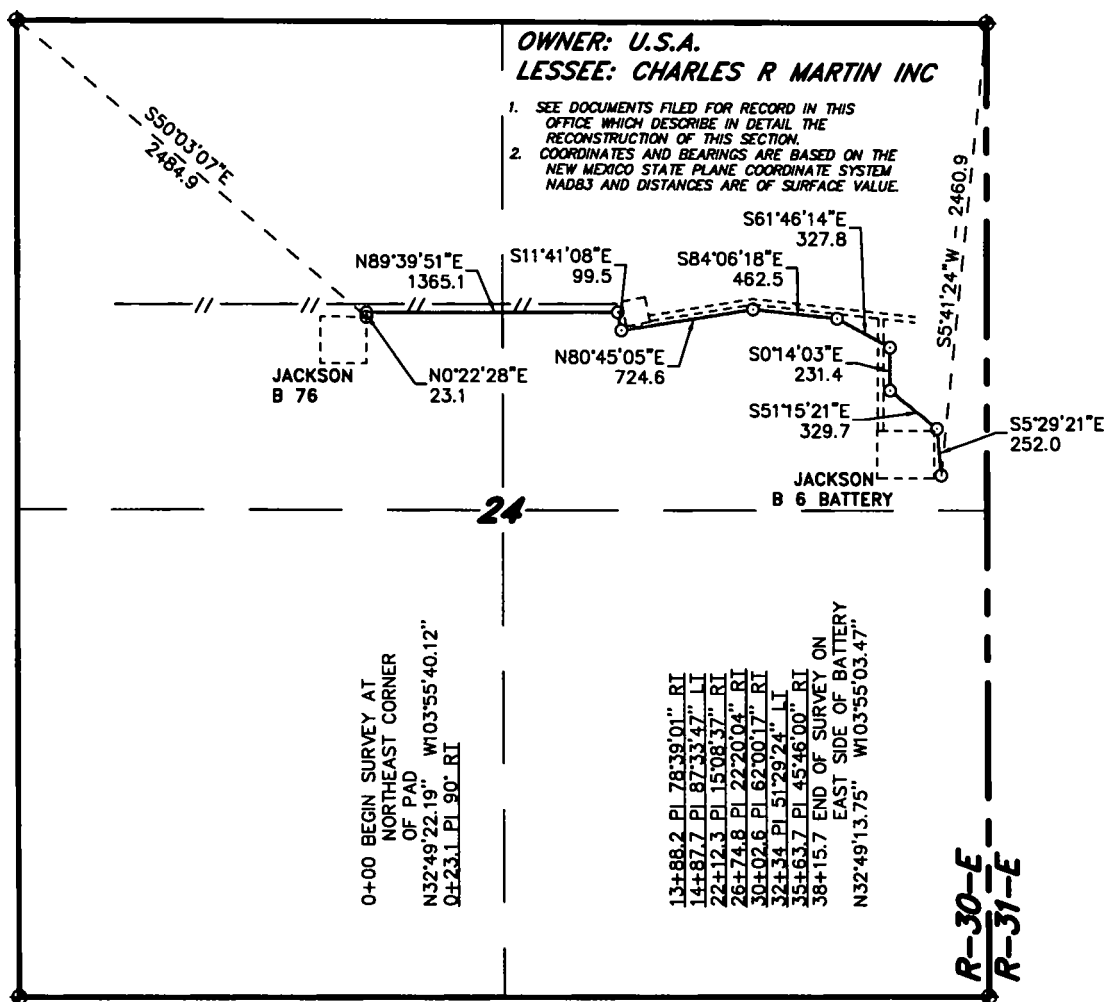 OWNER: U.S.A.
LESSEE: CHARLES R MARTIN INC
1. SEE DOCUMENTS FILED FOR RECORD IN THIS
OFFICE WHICH DESCRIBE IN DETAIL THE
RECONSTRUCTION OF THIS SECTION.
2. COORDINATES AND BEARINGS ARE BASED ON THE
NEW MEXICO STATE PLANE COORDINATE SYSTEM
NAD83 AND DISTANCES ARE OF SURFACE VALUE.
S50°03'07"E
2484.9
S5°41'24"W - 2460.9
S61°46'14"E
327.8
N89°39'51"E
1365.1
S11°41'08"E
99.5
S84°06'18"E
462.5
N80°45'05"E
724.6
S0°14'03"E
231.4
JACKSON
B 76
N0°22'28"E
23.1
S51°15'21"E
329.7
S5°29'21"E
252.0
JACKSON
B 6 BATTERY
24
0+00 BEGIN SURVEY AT
NORTHEAST CORNER
OF PAD
N32°49'22.19" W103°55'40.12"
0+23.1 PI 90° RT
13+88.2 PI 78°39'01" RT
14+87.7 PI 87°33'47" LT
22+12.3 PI 15°08'37" RT
26+74.8 PI 22°20'04" RT
30+02.6 PI 62°00'17" RT
32+34 PI 51°29'24" LT
35+63.7 PI 45°46'00" RT
38+15.7 END OF SURVEY ON
EAST SIDE OF BATTERY
N32°49'13.75" W103°55'03.47"
R-30-E
R-31-E